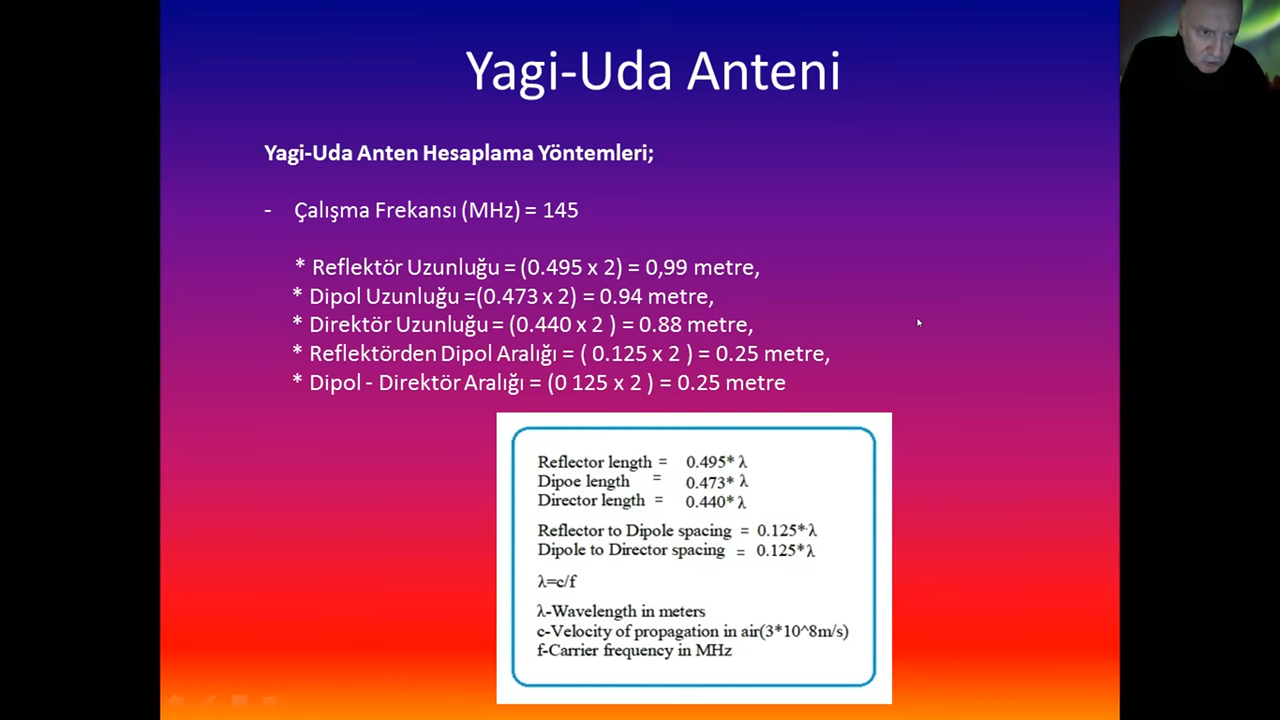 Yagi-Uda Anteni
Yagi-Uda Anten Hesaplama Yöntemleri;
- Çalışma Frekansı (MHz) = 145
* Reflektör Uzunluğu = (0.495 x 2) = 0,99 metre,
* Dipol Uzunluğu =(0.473 x 2) = 0.94 metre,
* Direktör Uzunluğu = (0.440 x 2 ) = 0.88 metre,
* Reflektörden Dipol Aralığı = ( 0.125 x 2 ) = 0.25 metre,
* Dipol - Direktör Aralığı = (0 125 x 2 ) = 0.25 metre
Reflector length = 0.495* λ
Dipoe length = 0.473* λ
Director length = 0.440* λ
Reflector to Dipole spacing = 0.125* λ
Dipole to Director spacing = 0.125* λ
λ=c/f
λ-Wavelength in meters
c-Velocity of propagation in air(3*10^8m/s)
f-Carrier frequency in MHz